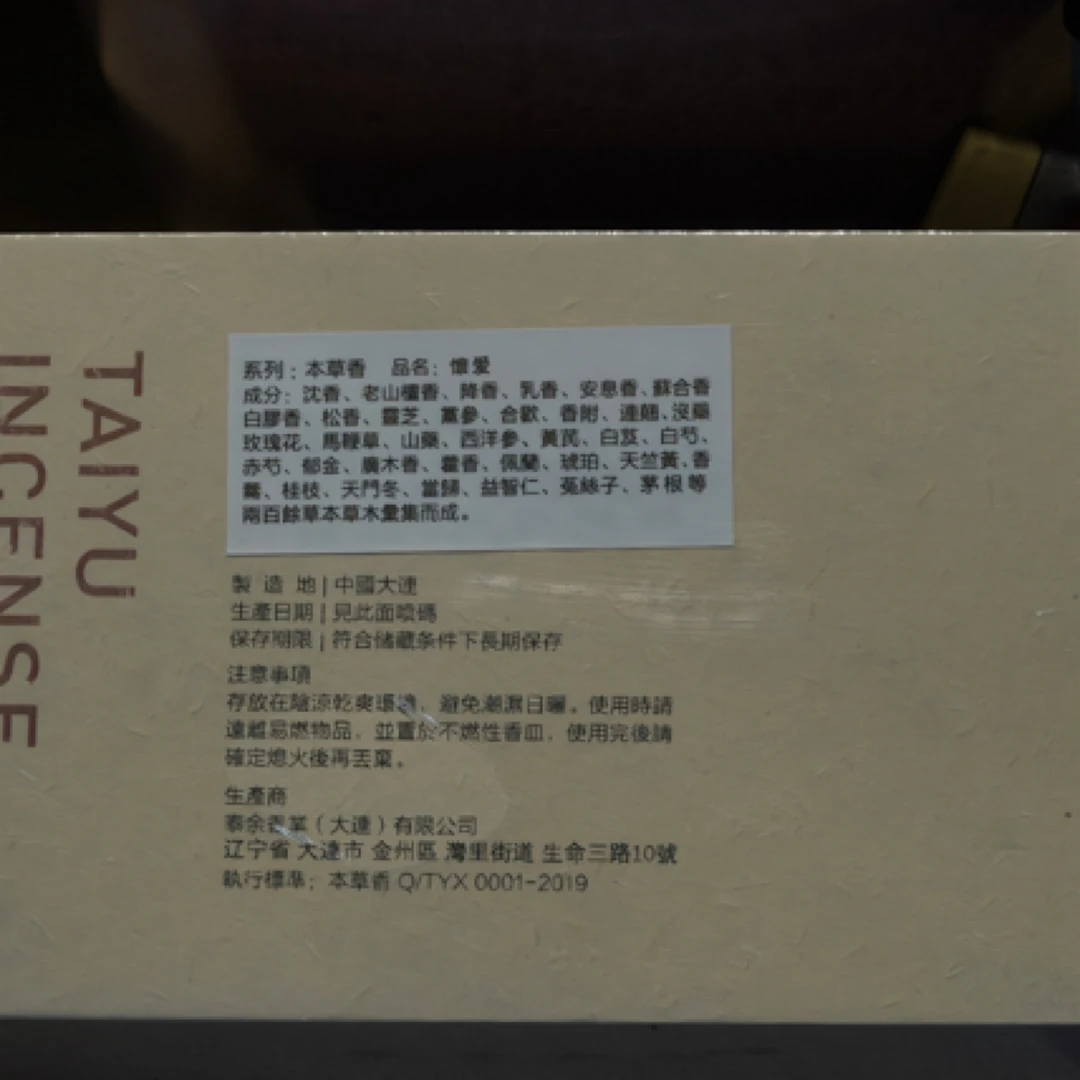 TAIYU
INCENSE
系列：本草香 品名：憶愛
成分：沈香、老山檀香、降香、乳香、安息香、蘇合香
白膠香、松香、靈芝、黨參、合歡、香附、連翹、沒藥
玫瑰花、馬鞭草、山藥、西洋參、黃芪、白芨、白芍、
赤芍、郁金、廣木香、藿香、佩蘭、琥珀、天竺黃、香
薷、桂枝、天門冬、當歸、益智仁、菟絲子、茅根等
兩百餘草本草木彙集而成。
製造地|中國大連
生產日期|見此面噴碼
保存期限|符合儲藏条件下長期保存
注意事項
存放在陰涼乾爽環境，避免潮濕日曬。使用時請
遠離易燃物品，並置於不燃性香皿，使用完後請
確定熄火後再丟棄。
生產商
泰余香業（大連）有限公司
辽宁省 大連市 金州區 灣里街道 生命三路10號
執行標準：本草香 Q/TYX 0001-2019